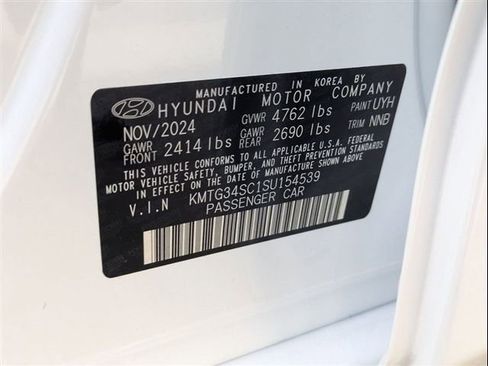 MANUFACTURED IN KOREA BY
HYUNDAI MOTOR COMPANY
NOV/2024 GVWR 4762 lbs PAINT UYH
GAWR FRONT 2414 lbs GAWR REAR 2690 lbs TRIM NNB
THIS VEHICLE CONFORMS TO ALL APPLICABLE U.S.A FEDERAL
MOTOR VEHICLE SAFETY, BUMPER, AND THEFT PREVENTION STANDARDS
IN EFFECT ON THE DATE OF MANUFACTURE SHOWN ABOVE.
V.I.N KMTG34SC1SU154539
PASSENGER CAR